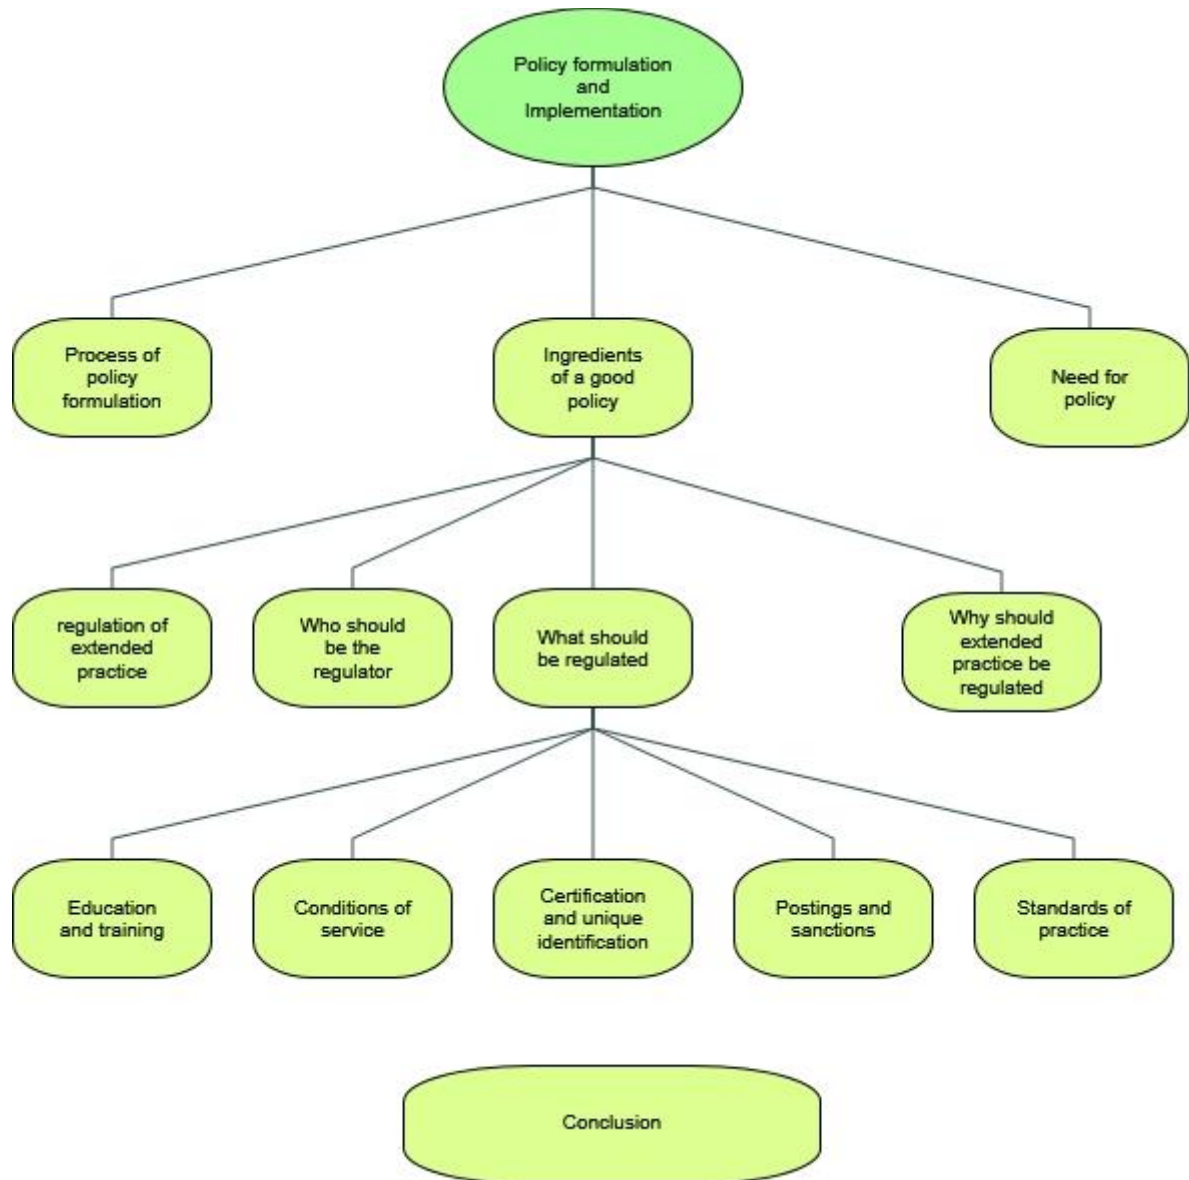 Policy formulation
and
Implementation
Process of
policy
formulation
Ingredients
of a good
policy
Need for
policy
regulation of
extended
practice
Who should
be the
regulator
What should
be regulated
Why should
extended
practice be
regulated
Education
and training
Conditions of
service
Certification
and unique
identification
Postings and
sanctions
Standards of
practice
Conclusion